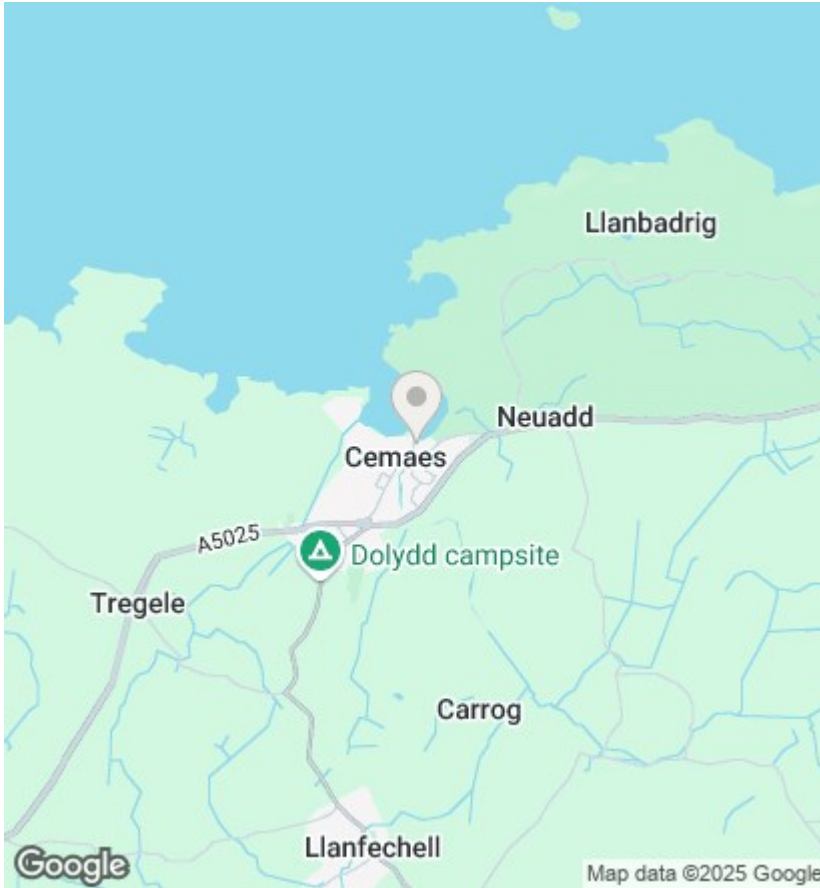 Llanbadrig
Neuadd
Cemaes
A5025
Dolydd campsite
Tregele
Carrog
Llanfechell
Google
Map data ©2025 Google